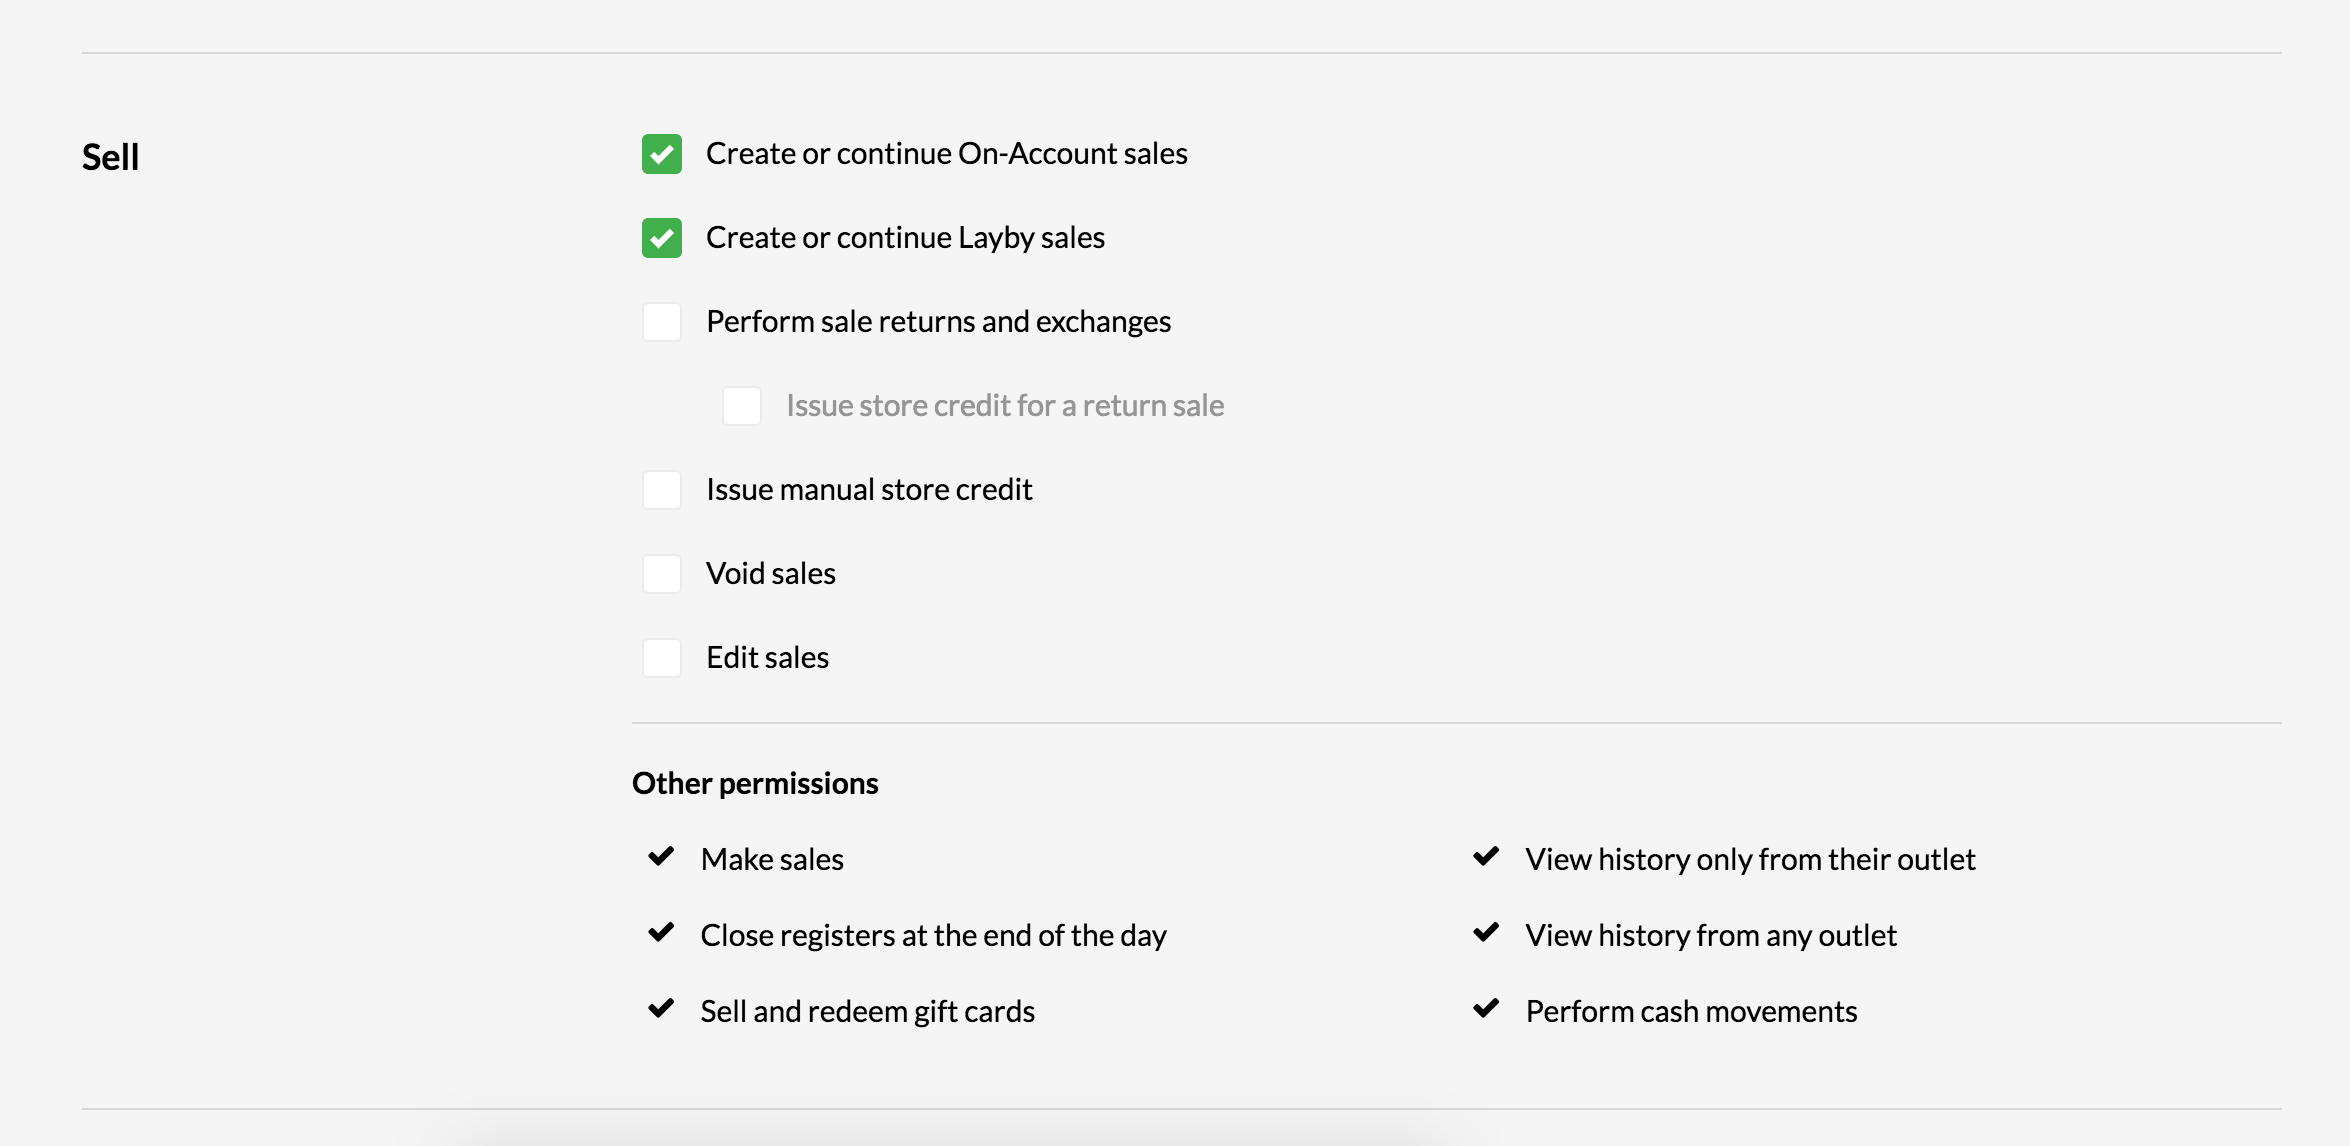 Sell
Create or continue On-Account sales
Create or continue Layby sales
Perform sale returns and exchanges
Issue store credit for a return sale
Issue manual store credit
Void sales
Edit sales
Other permissions
Make sales
View history only from their outlet
Close registers at the end of the day
View history from any outlet
Sell and redeem gift cards
Perform cash movements